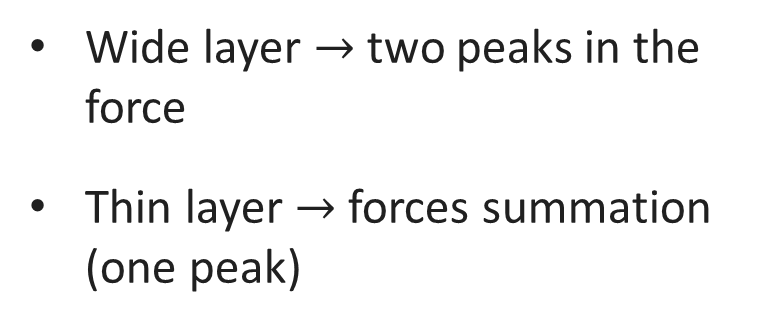 • Wide layer → two peaks in the
force
• Thin layer → forces summation
(one peak)